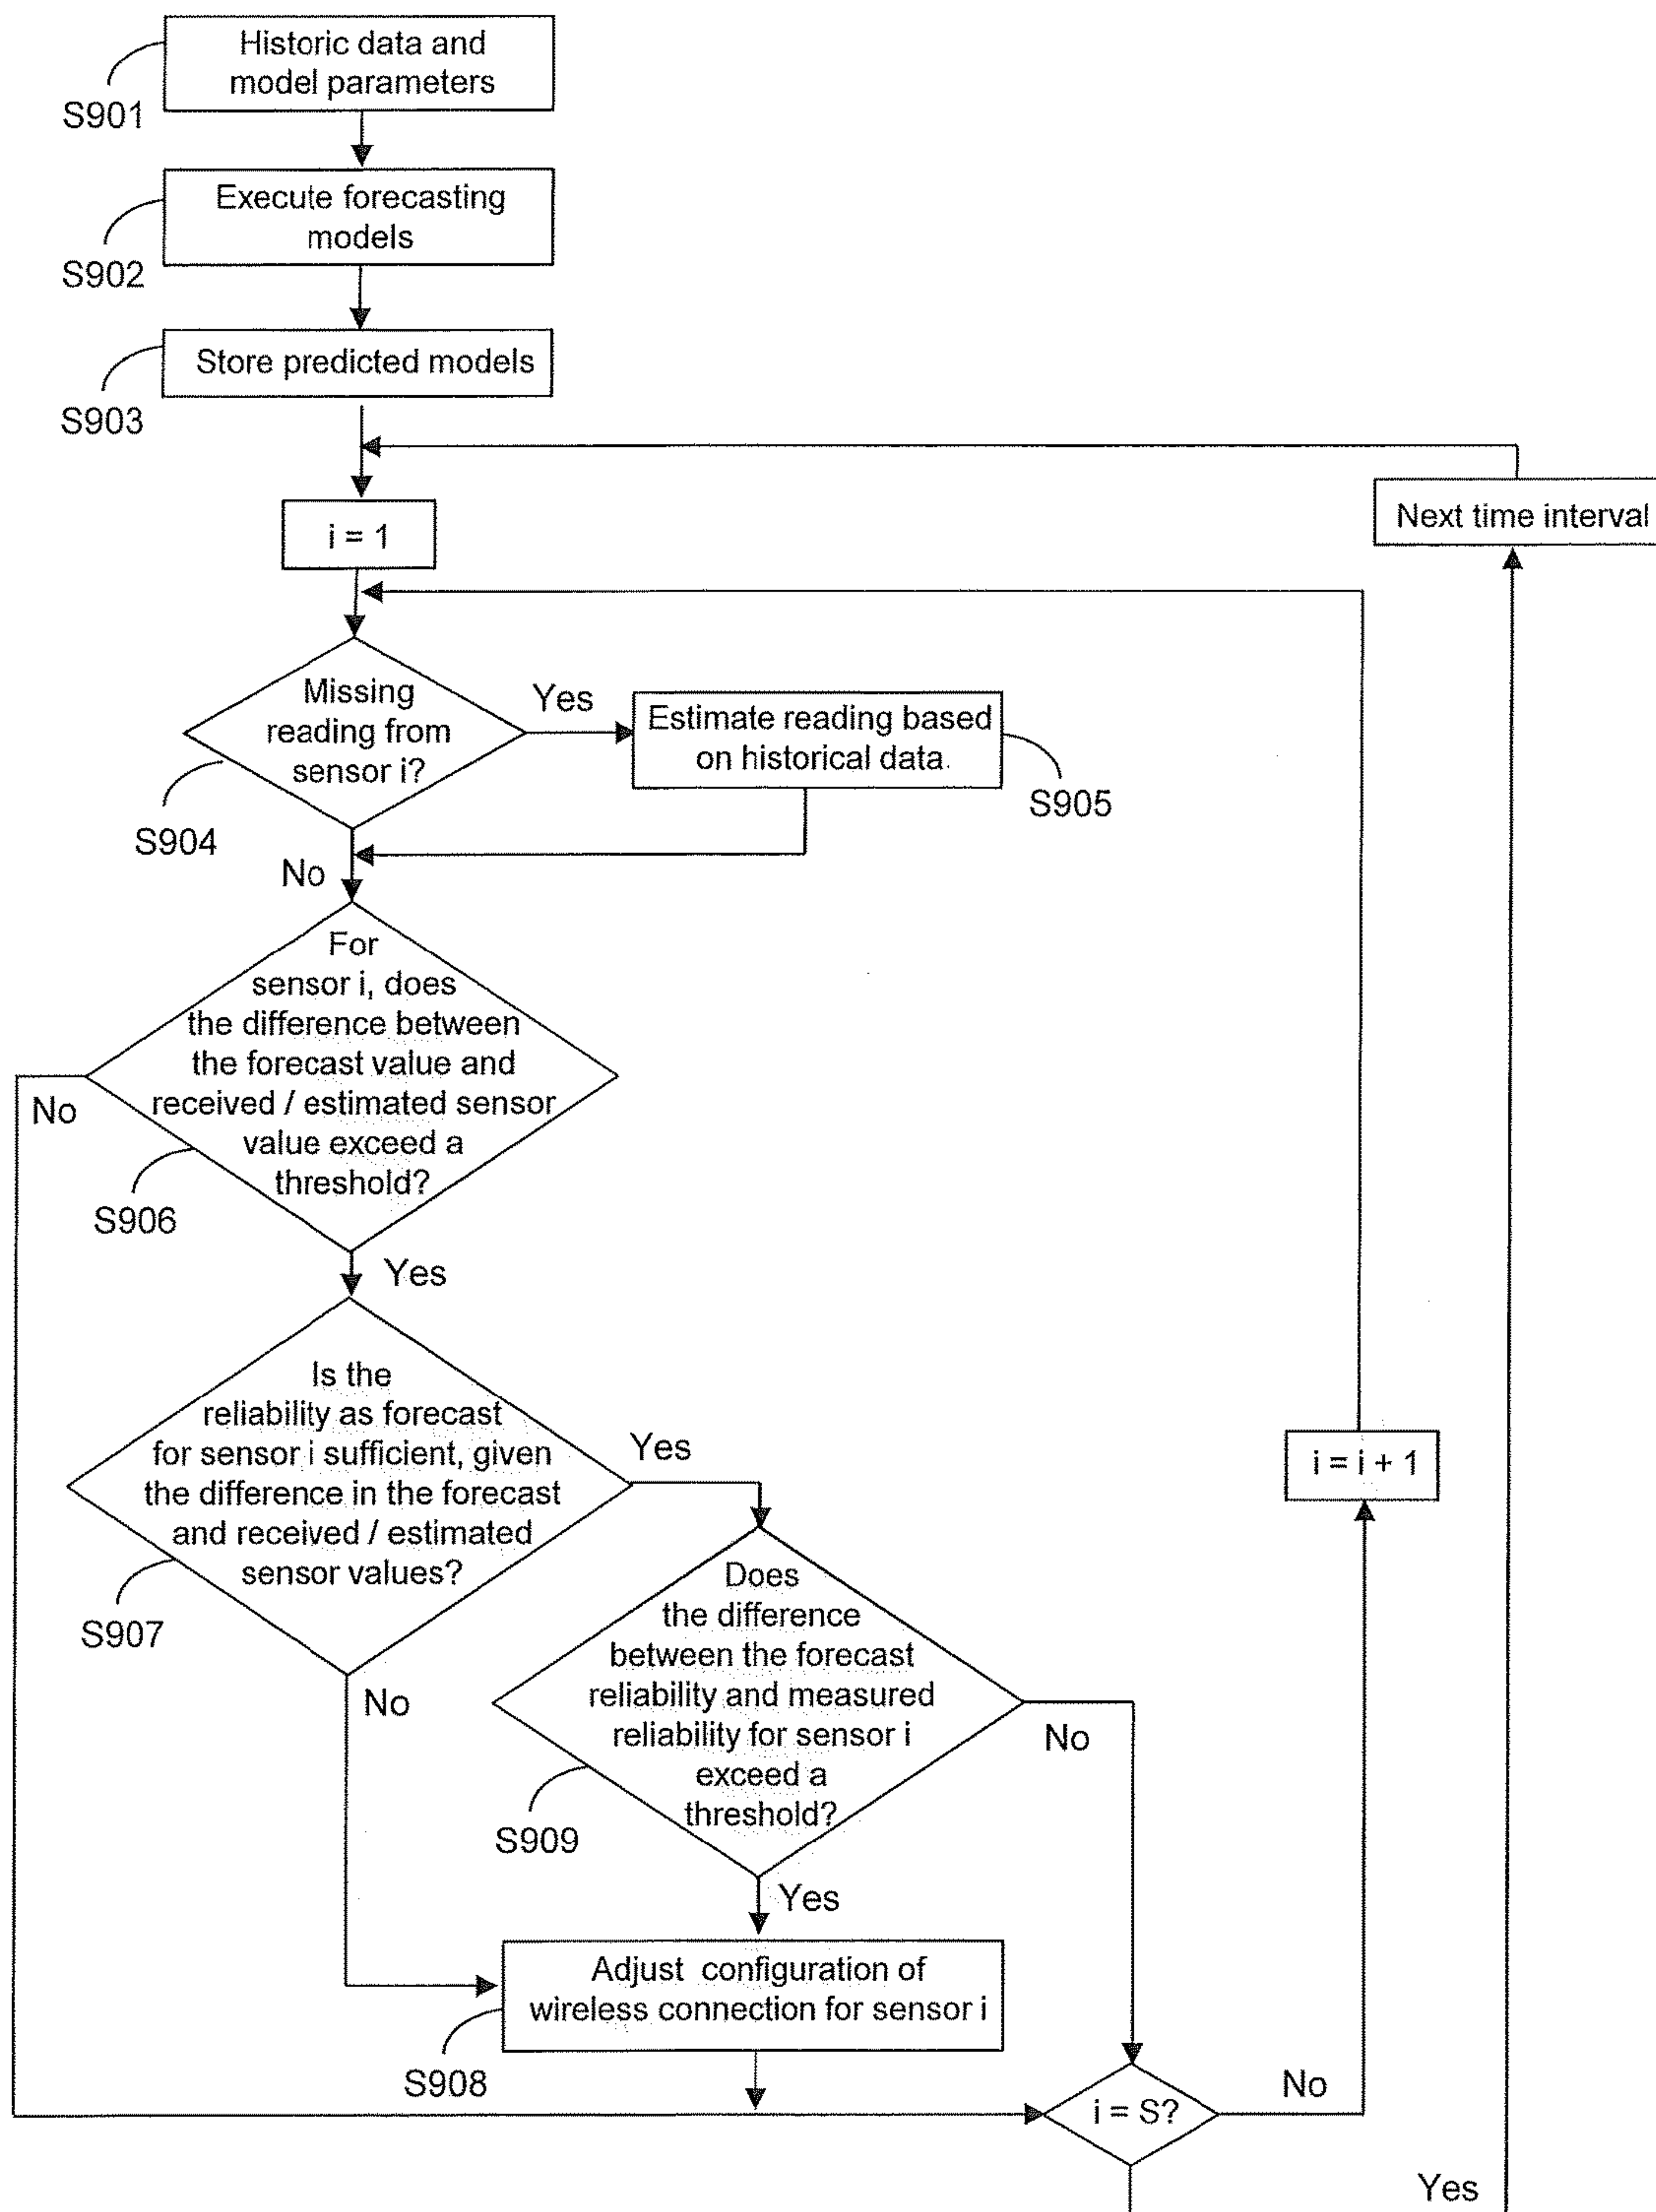 Historic data and
model parameters
S901
Execute forecasting
models
S902
Store predicted models
S903
i = 1
Next time interval
Missing
reading from
sensor i?
Yes
Estimate reading based
on historical data.
S904
S905
No
For
sensor i, does
the difference between
the forecast value and
received / estimated sensor
value exceed a
threshold?
No
S906
Yes
Is the
reliability as forecast
for sensor i sufficient, given
the difference in the forecast
and received / estimated
sensor values?
Yes
S907
i = i + 1
No
Does
the difference
between the forecast
reliability and measured
reliability for sensor i
exceed a
threshold?
No
S909
Yes
Adjust configuration of
wireless connection for sensor i
S908
i = S?
No
Yes